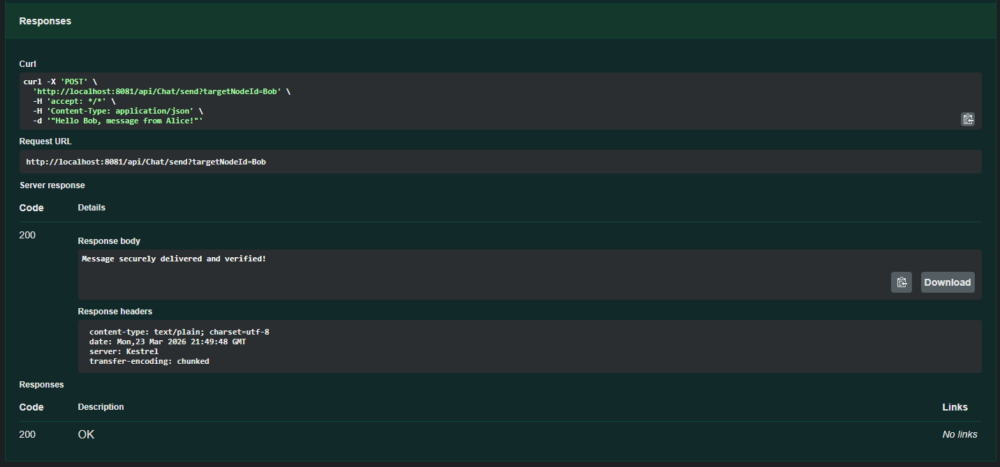 Responses
Curl
curl -X 'POST' \
  'http://localhost:8081/api/Chat/send?targetNodeId=Bob' \
  -H 'accept: */*' \
  -H 'Content-Type: application/json' \
  -d '"Hello Bob, message from Alice!"'
Request URL
http://localhost:8081/api/Chat/send?targetNodeId=Bob
Server response
Code Details
200
Response body
Message securely delivered and verified!
Download
Response headers
content-type: text/plain; charset=utf-8
date: Mon,23 Mar 2026 21:49:48 GMT
server: Kestrel
transfer-encoding: chunked
Responses
Code Description Links
200 OK No links